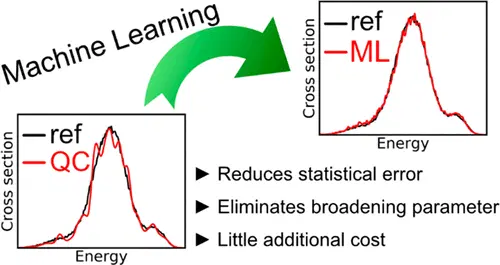 Machine Learning
ref
ML
Cross section
Energy
ref
QC
Cross section
Energy
► Reduces statistical error
► Eliminates broadening parameter
► Little additional cost